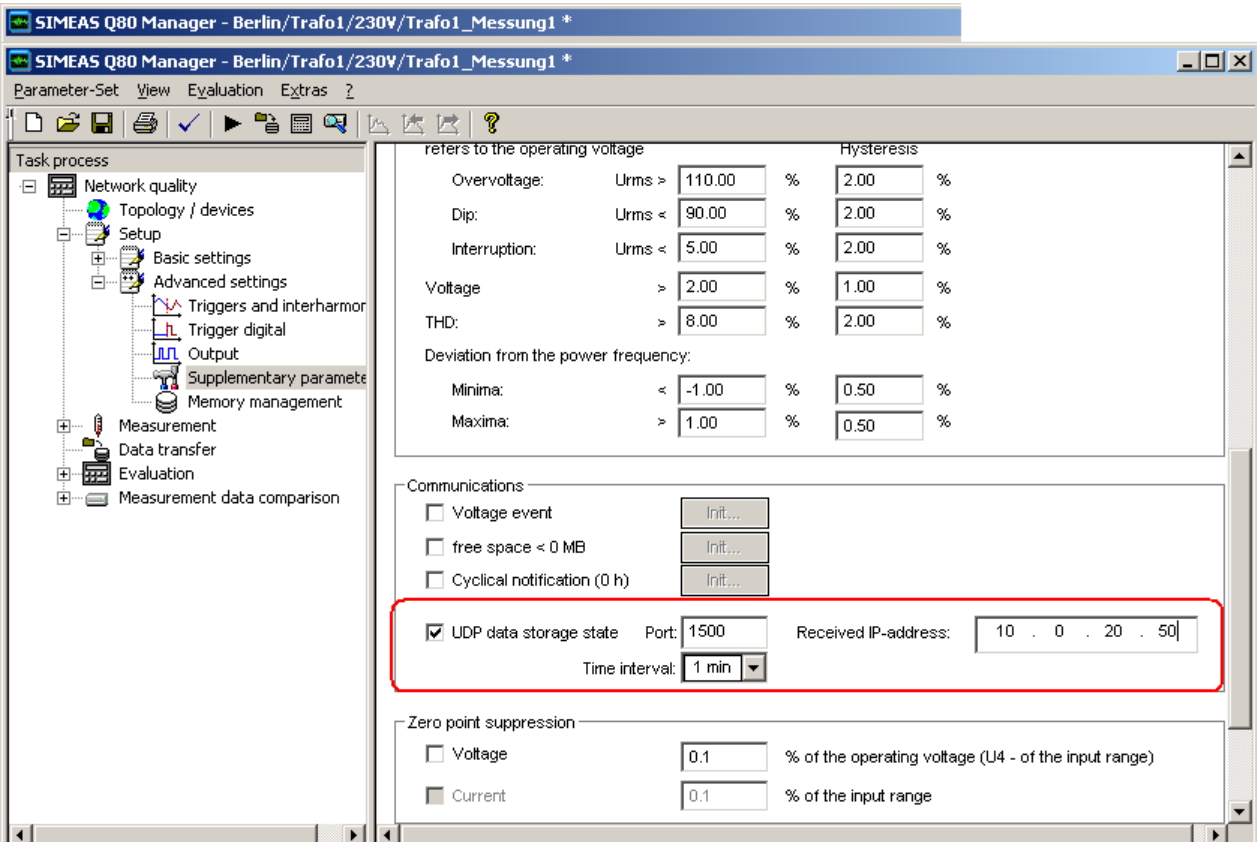 SIMEAS Q80 Manager - Berlin/Trafo1/230V/Trafo1_Messung1 *
SIMEAS Q80 Manager - Berlin/Trafo1/230V/Trafo1_Messung1 *
Parameter-Set View Evaluation Extras ?
Task process
Network quality
Topology / devices
Setup
Basic settings
Advanced settings
Triggers and interharmor
Trigger digital
Output
Supplementary paramete
Memory management
Measurement
Data transfer
Evaluation
Measurement data comparison
refers to the operating voltage Hysteresis
Overvoltage: Urms > 110.00 % 2.00 %
Dip: Urms < 90.00 % 2.00 %
Interruption: Urms < 5.00 % 2.00 %
Voltage > 2.00 % 1.00 %
THD: > 8.00 % 2.00 %
Deviation from the power frequency:
Minima: < -1.00 % 0.50 %
Maxima: > 1.00 % 0.50 %
Communications
Voltage event Init...
free space < 0 MB Init...
Cyclical notification (0 h) Init...
UDP data storage state Port: 1500 Received IP-address: 10 . 0 . 20 . 50
Time interval: 1 min
Zero point suppression
Voltage 0.1 % of the operating voltage (U4 - of the input range)
Current 0.1 % of the input range